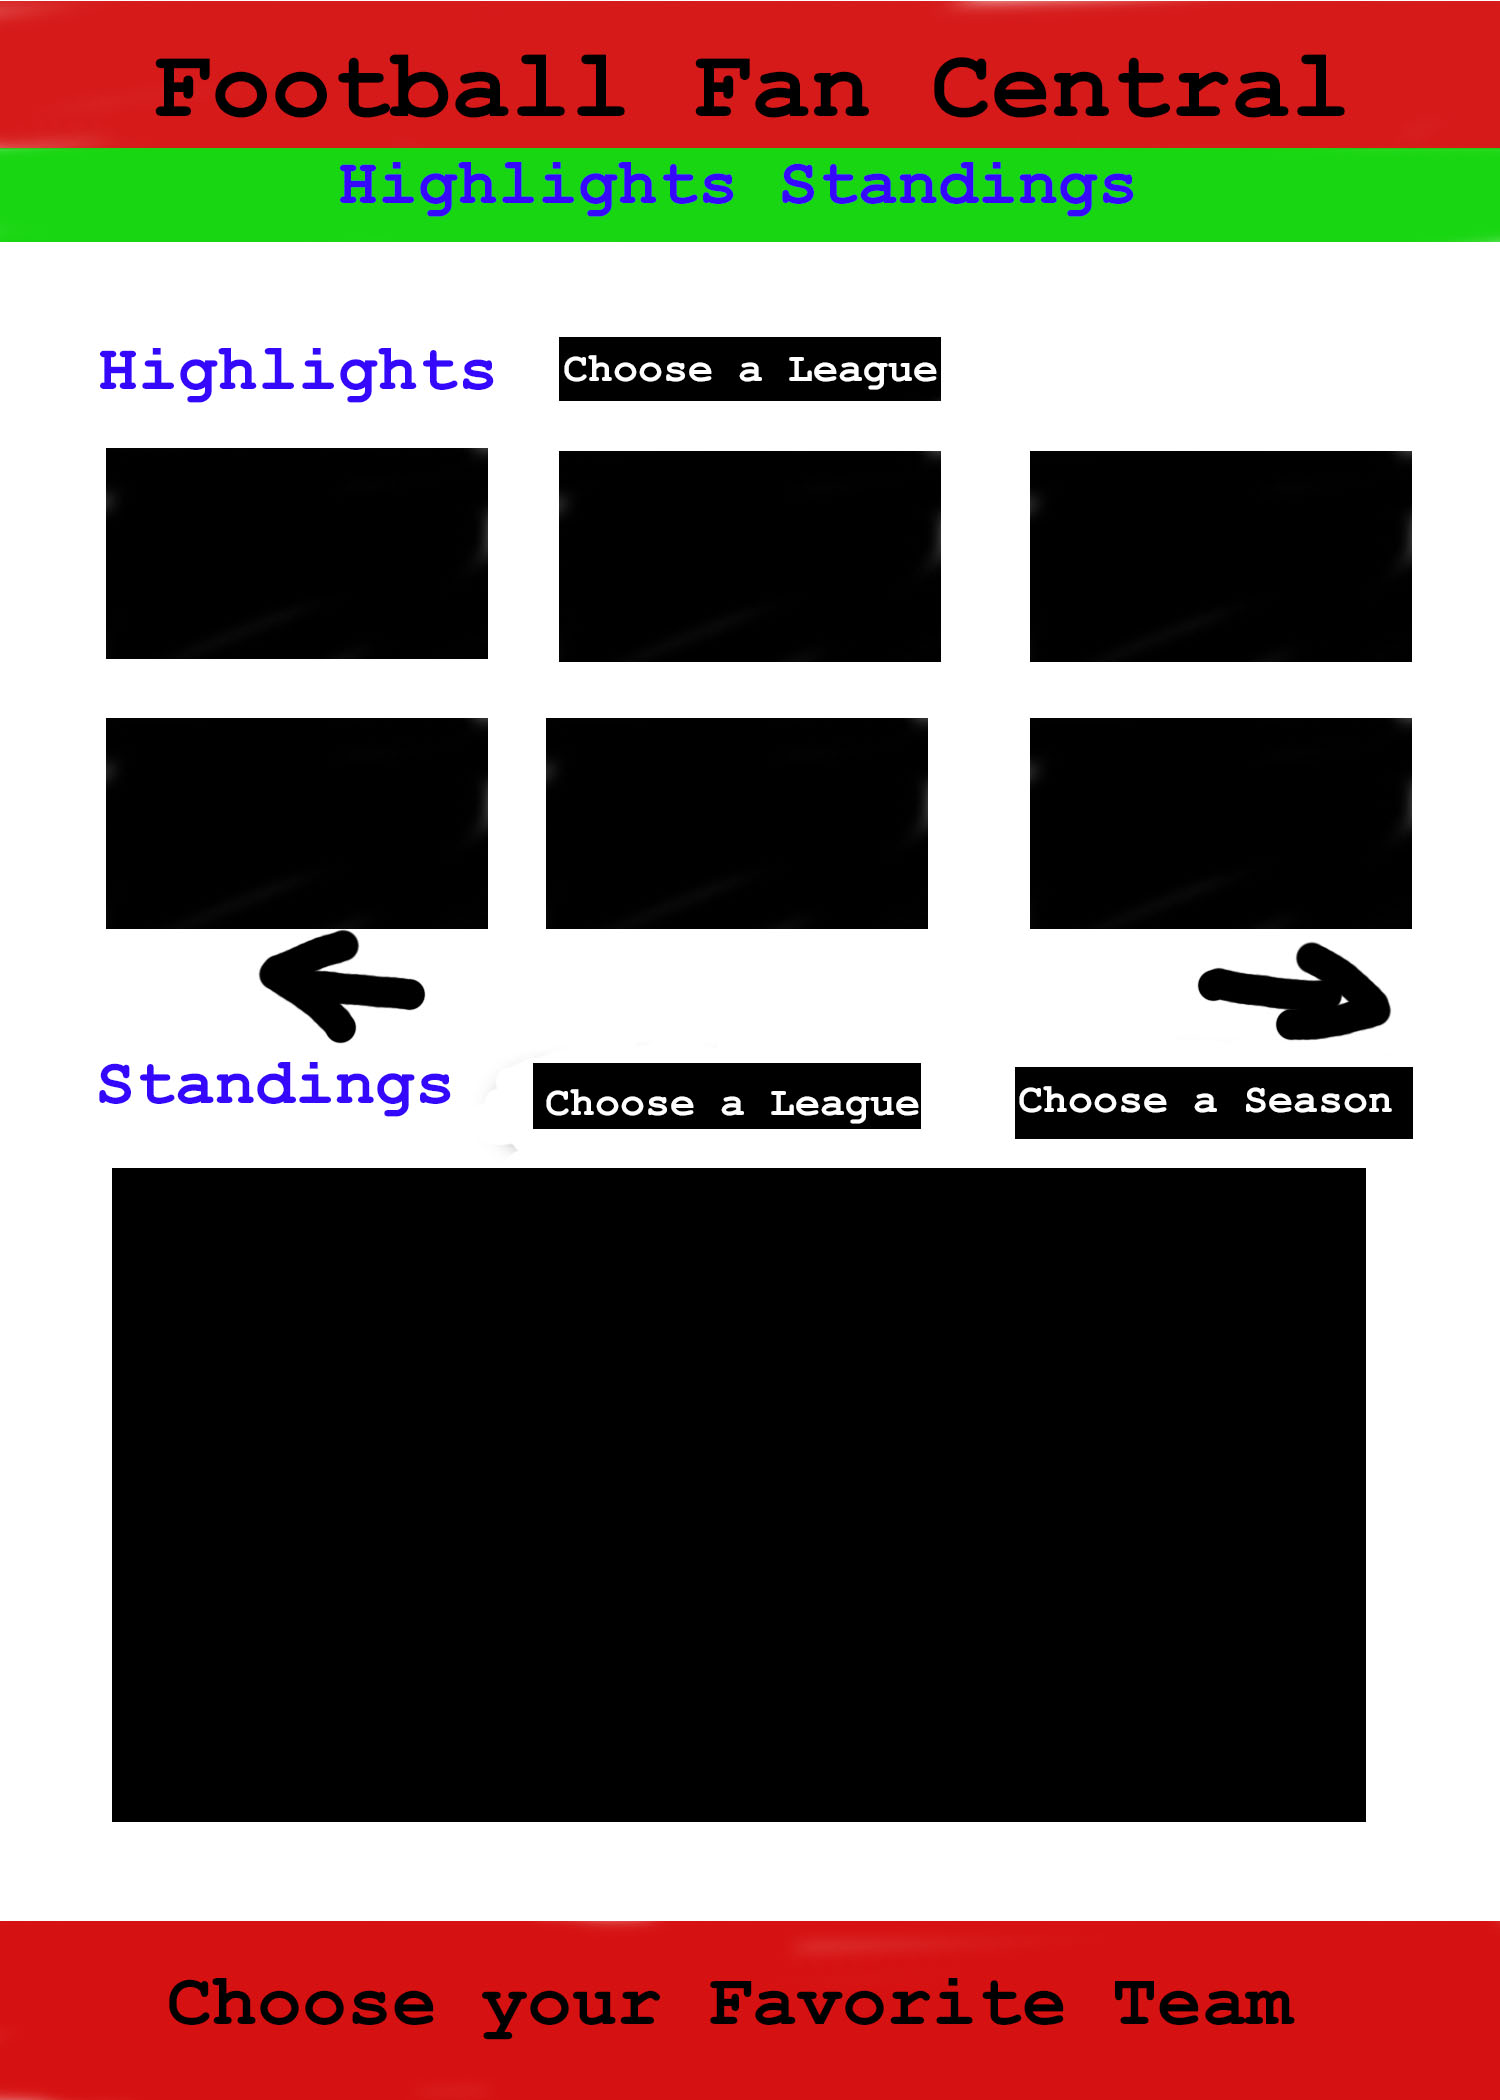 Football Fan Central
Highlights Standings
Highlights
Choose a League
Standings
Choose a League
Choose a Season
Choose your Favorite Team